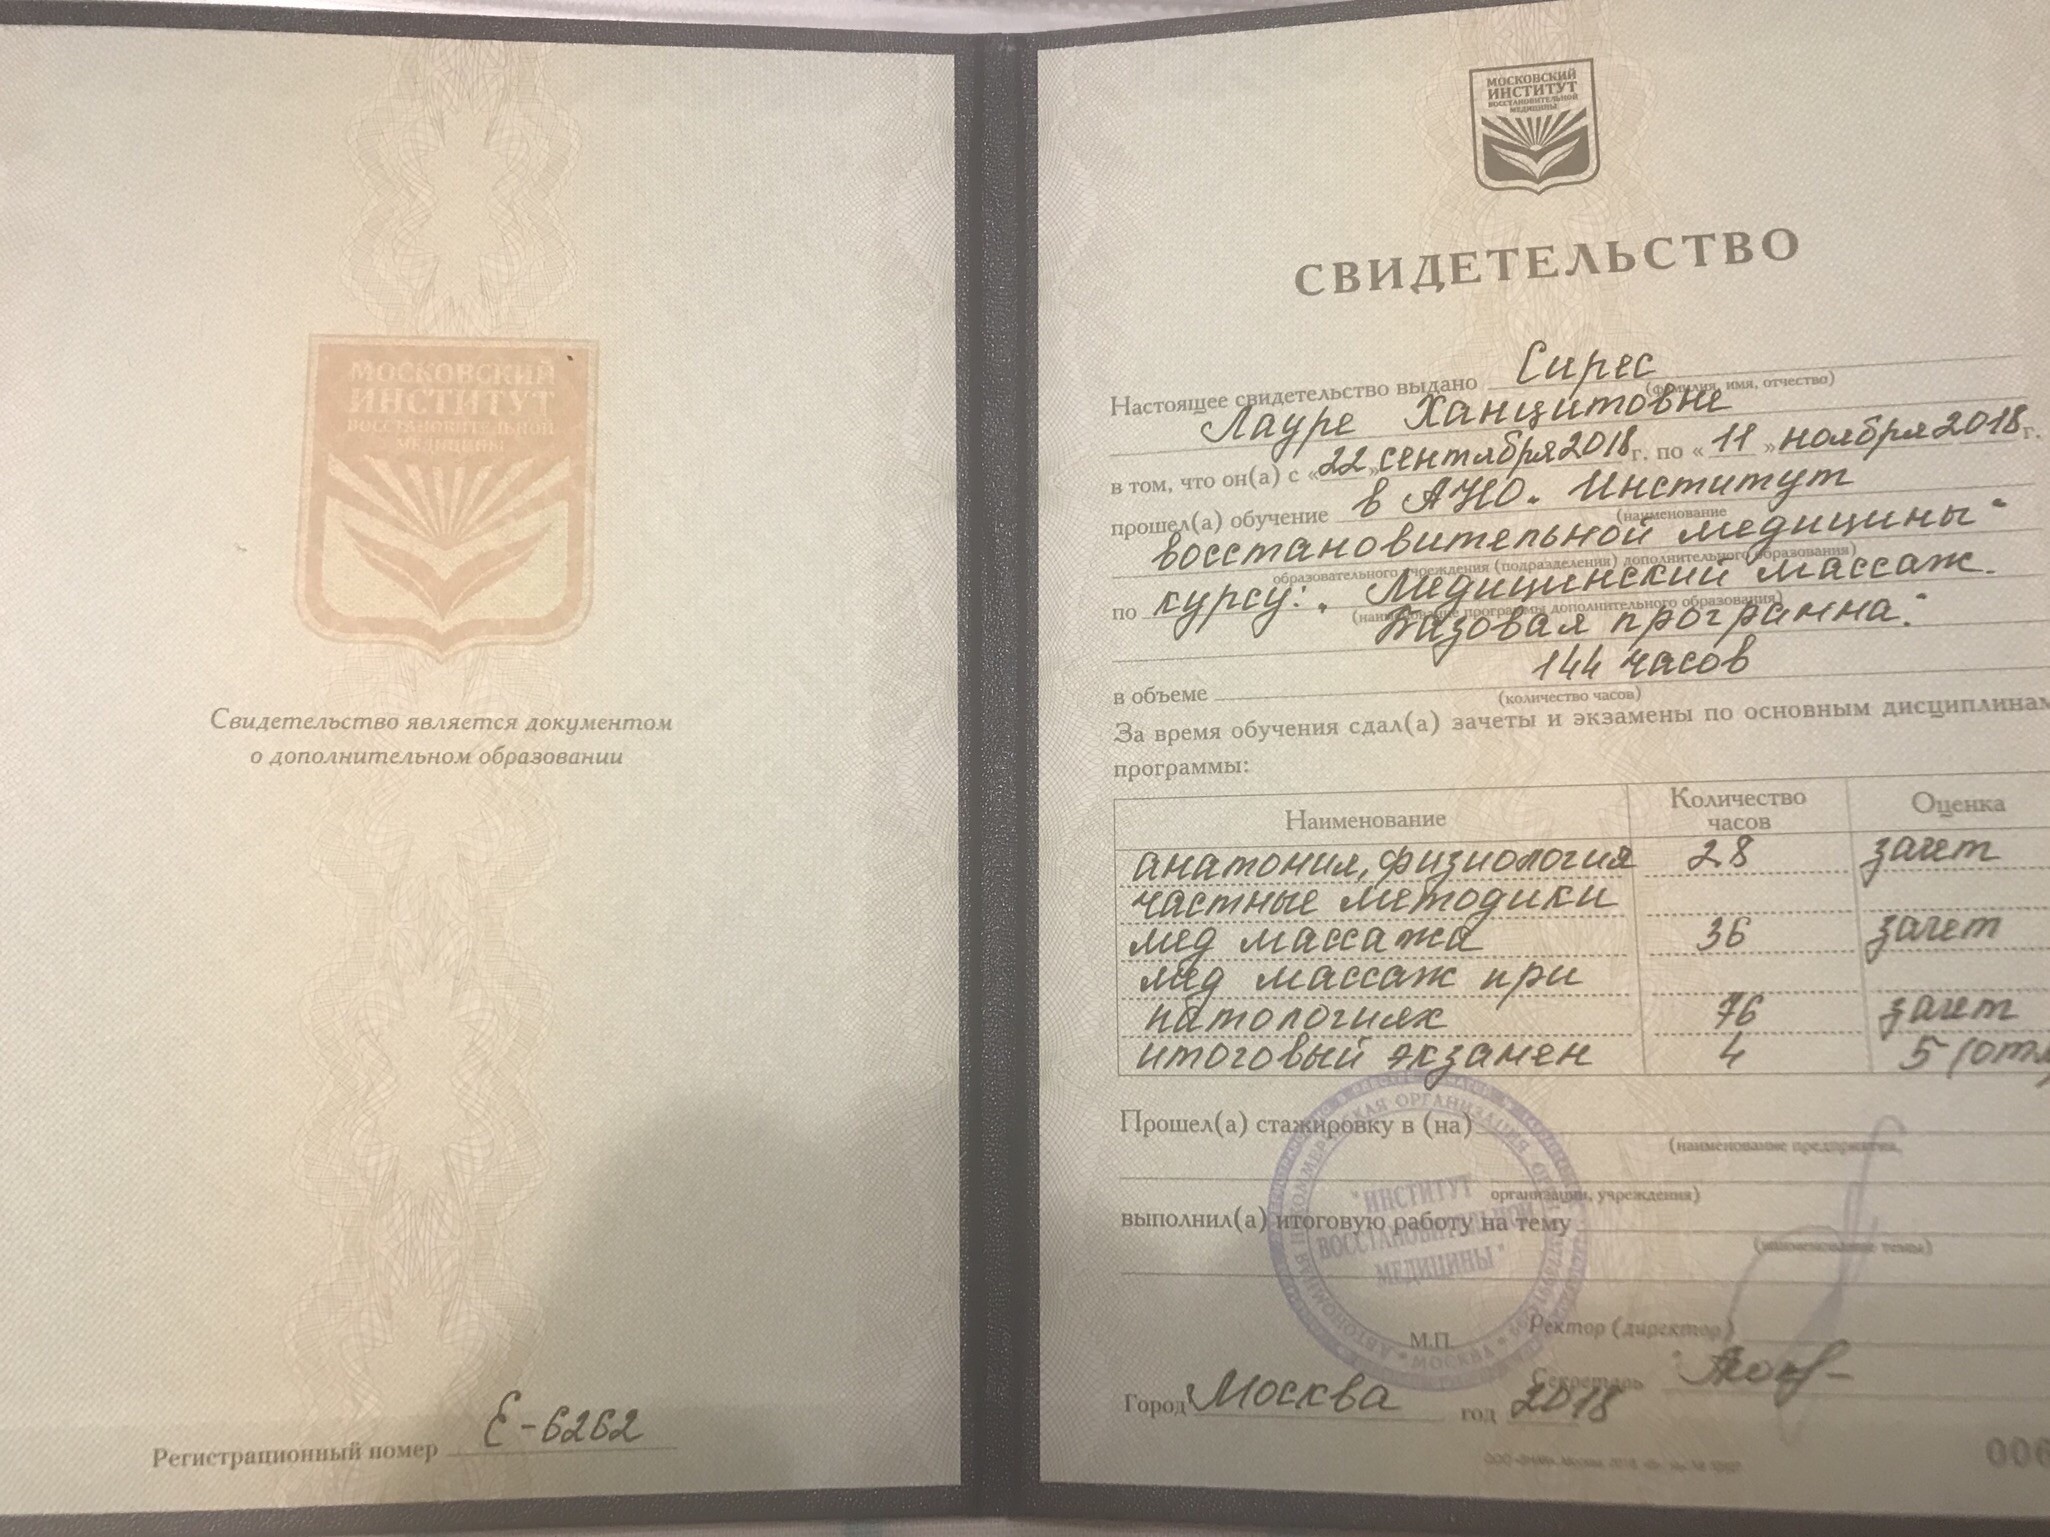 МОСКОВСКИЙ
ИНСТИТУТ
ВОССТАНОВИТЕЛЬНОЙ
МЕДИЦИНЫ
Свидетельство является документом
о дополнительном образовании
Регистрационный номер Е-6262
МОСКОВСКИЙ
ИНСТИТУТ
ВОССТАНОВИТЕЛЬНОЙ
МЕДИЦИНЫ
СВИДЕТЕЛЬСТВО
Настоящее свидетельство выдано Сирес
(фамилия, имя, отчество)
Лауре Ханцитовне
в том, что он(а) с «22» сентября 2018 г. по «11» ноября 2018 г.
прошел(а) обучение в АНО "Институт
(наименование
восстановительной медицины"
образовательного учреждения (подразделения) дополнительного образования)
по курсу: "Медицинский массаж.
(наименование программы дополнительного образования)
Базовая программа"
в объеме 144 часов
(количество часов)
За время обучения сдал(а) зачеты и экзамены по основным дисциплинам
программы:
Наименование Количество часов Оценка
анатомия, физиология 28 зачет
частные методики
мед массажа 36 зачет
мед массаж при
патологиях 76 зачет
итоговый экзамен 4 5 (отл
Прошел(а) стажировку в (на)
(наименование предприятия,
организации, учреждения)
выполнил(а) итоговую работу на тему
(наименование темы)
АВТОНОМНАЯ НЕКОММЕРЧЕСКАЯ ОРГАНИЗАЦИЯ
"ИНСТИТУТ
ВОССТАНОВИТЕЛЬНОЙ
МЕДИЦИНЫ"
МОСКВА
М.П.
Ректор (директор)
Секретарь
Город Москва год 2018
006